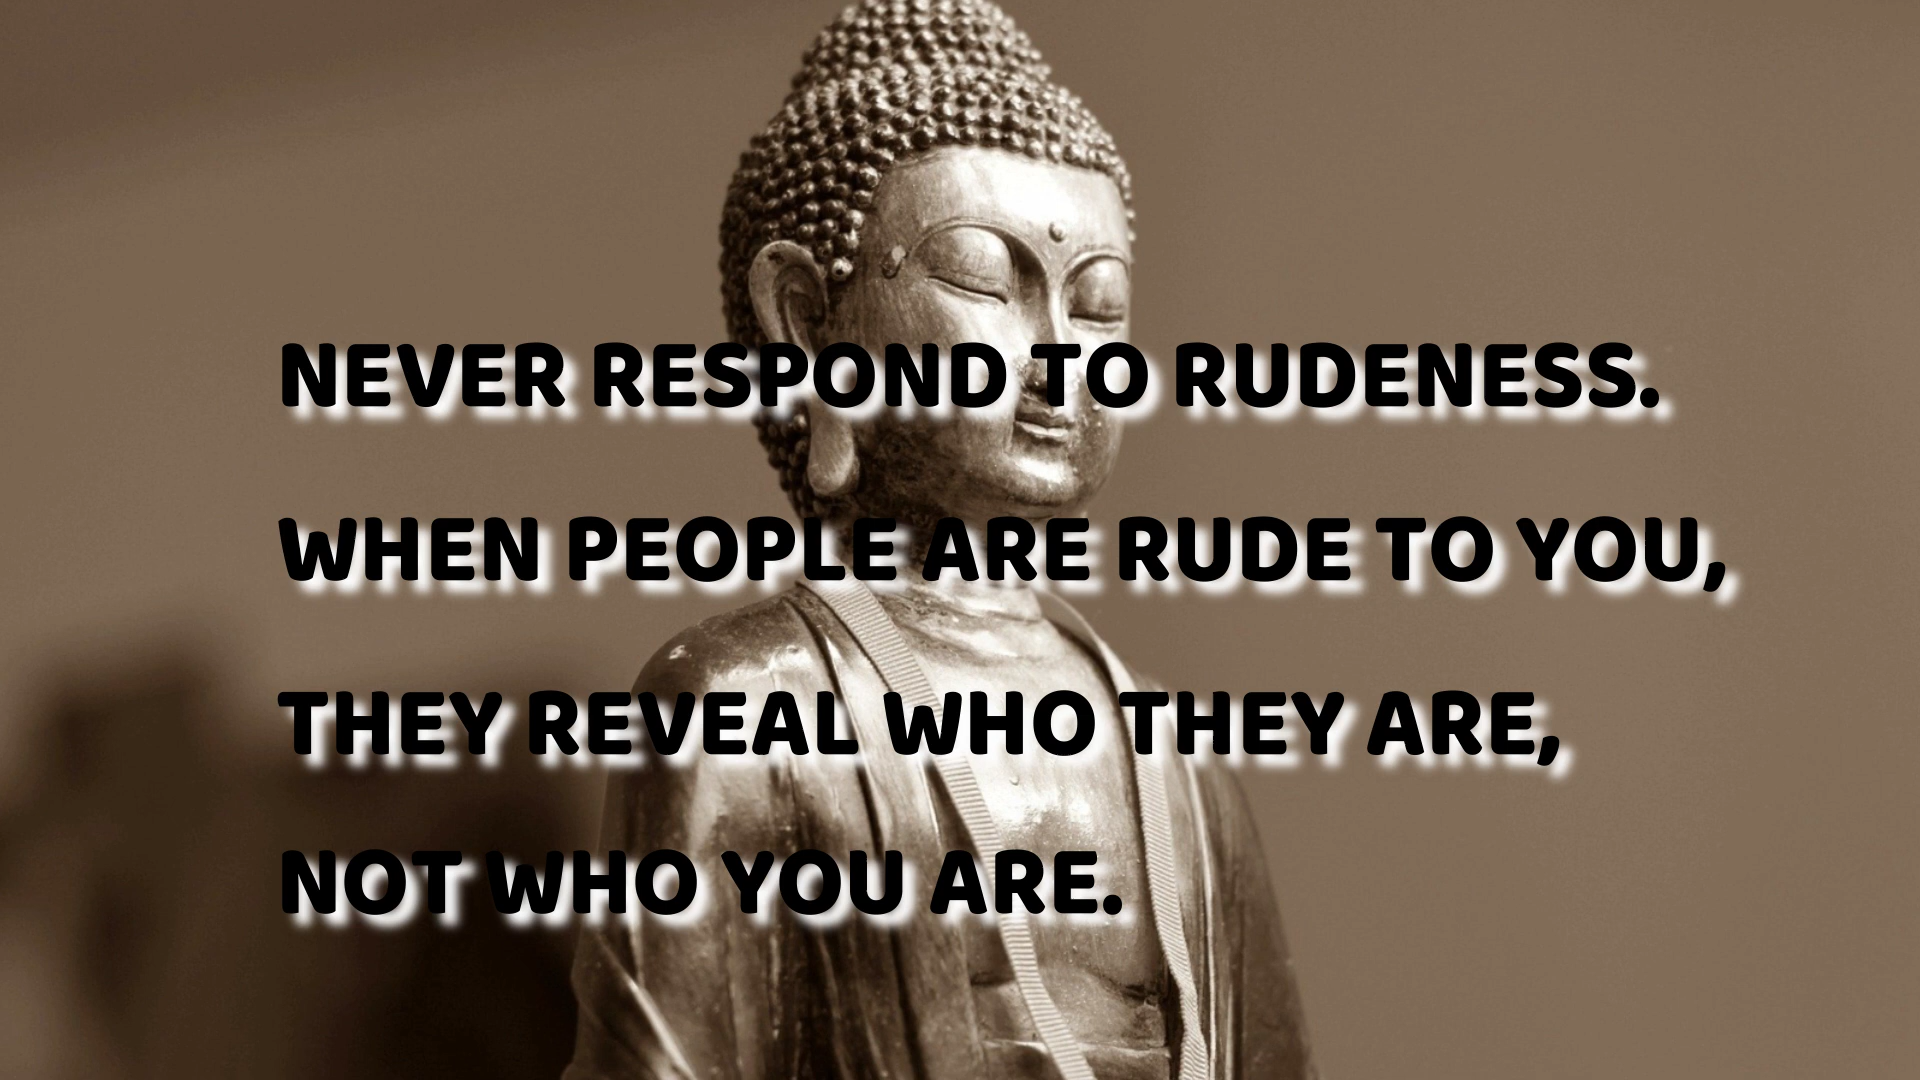 NEVER RESPOND TO RUDENESS.
WHEN PEOPLE ARE RUDE TO YOU,
THEY REVEAL WHO THEY ARE,
NOT WHO YOU ARE.